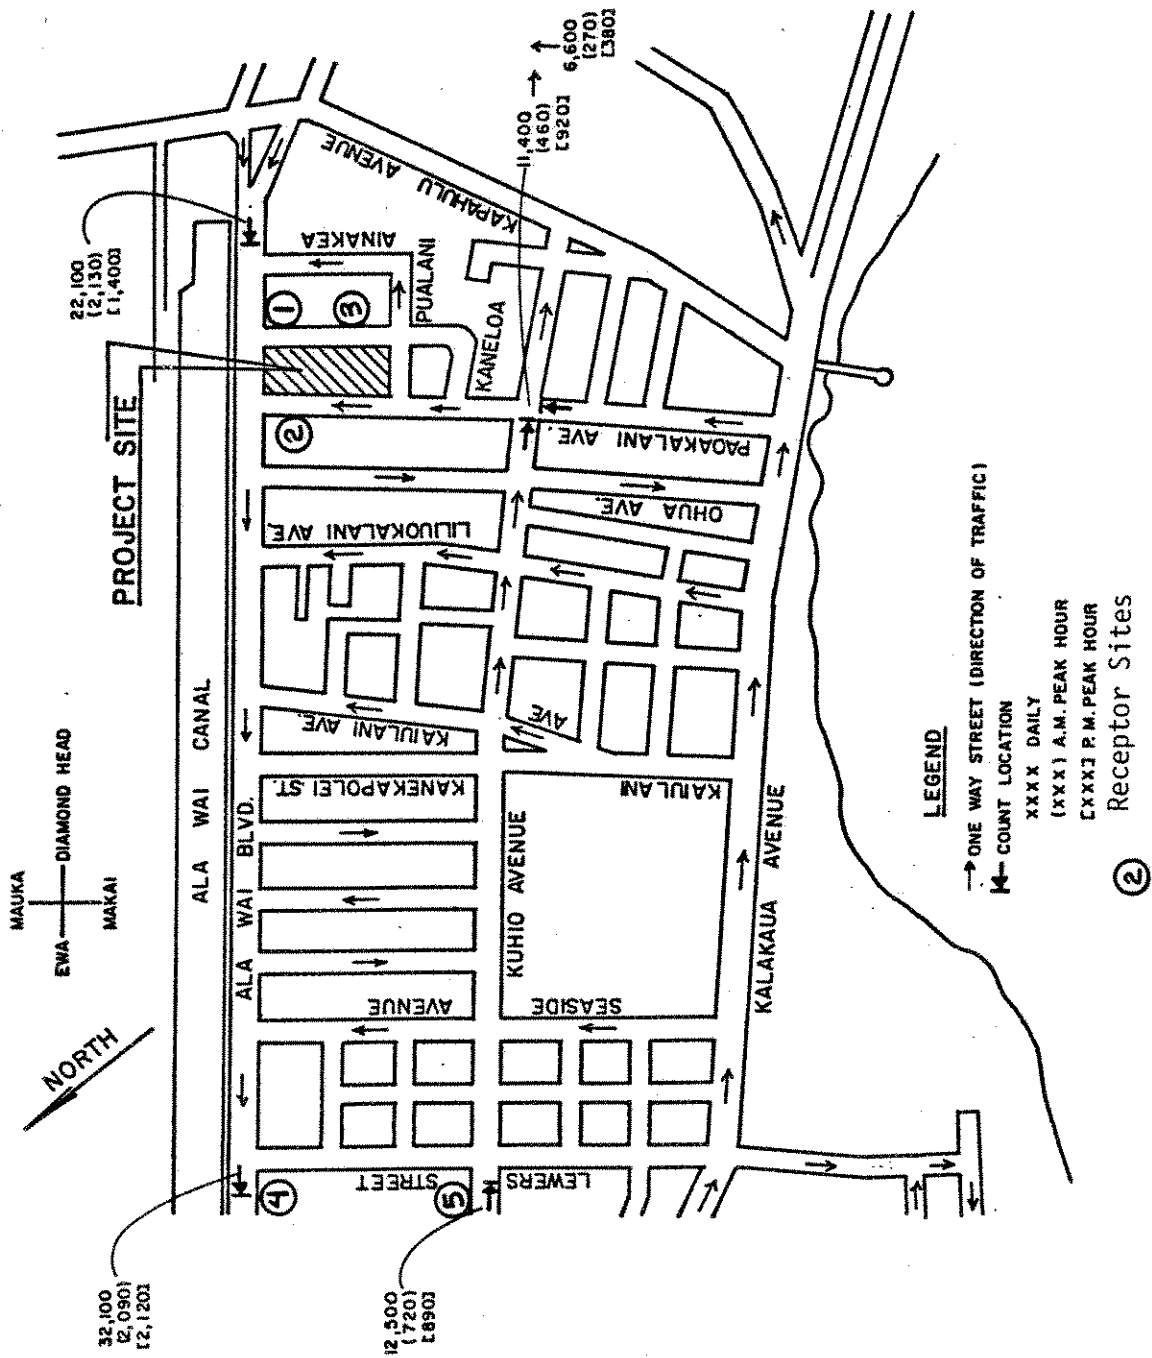 MAUKA
EWA
DIAMOND HEAD
MAKAI
NORTH
PROJECT SITE
22,100
(2,130)
[1,400]
32,100
(2,090)
[2,120]
12,500
(720)
[890]
11,400
(460)
[920]
6,600
(270)
[380]
ALA WAI CANAL
ALA WAI BLVD.
KUHIO AVENUE
KALAKAUA AVENUE
LEWERS
STREET
SEASIDE
AVENUE
KANEKAPOLEI ST.
KAIULANI AVE.
KAIULANI
AVE
LILIUOKALANI AVE.
OHUA AVE.
PAOAKALANI AVE.
KANELOA
PUALANI
AINAKEA
KAPAHULU AVENUE
1
2
3
4
5
LEGEND
ONE WAY STREET (DIRECTION OF TRAFFIC)
COUNT LOCATION
XXXX DAILY
(XXX) A.M. PEAK HOUR
[XXX] P.M. PEAK HOUR
2 Receptor Sites